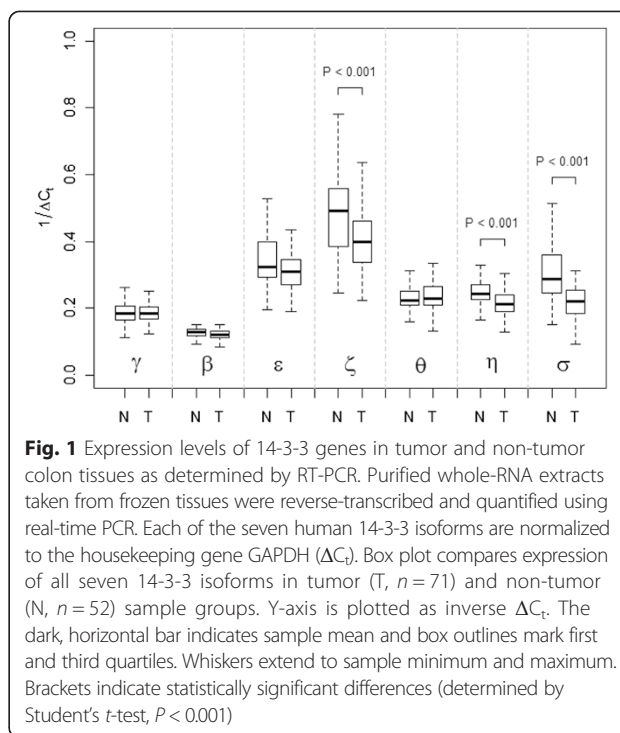 1.0
0.8
0.6
0.4
0.2
0.0
1/ΔCt
P < 0.001
P < 0.001
P < 0.001
γ β ε ζ θ η σ
N T N T N T N T N T N T N T
Fig. 1 Expression levels of 14-3-3 genes in tumor and non-tumor
colon tissues as determined by RT-PCR. Purified whole-RNA extracts
taken from frozen tissues were reverse-transcribed and quantified using
real-time PCR. Each of the seven human 14-3-3 isoforms are normalized
to the housekeeping gene GAPDH (ΔCt). Box plot compares expression
of all seven 14-3-3 isoforms in tumor (T, n = 71) and non-tumor
(N, n = 52) sample groups. Y-axis is plotted as inverse ΔCt. The
dark, horizontal bar indicates sample mean and box outlines mark first
and third quartiles. Whiskers extend to sample minimum and maximum.
Brackets indicate statistically significant differences (determined by
Student's t-test, P < 0.001)